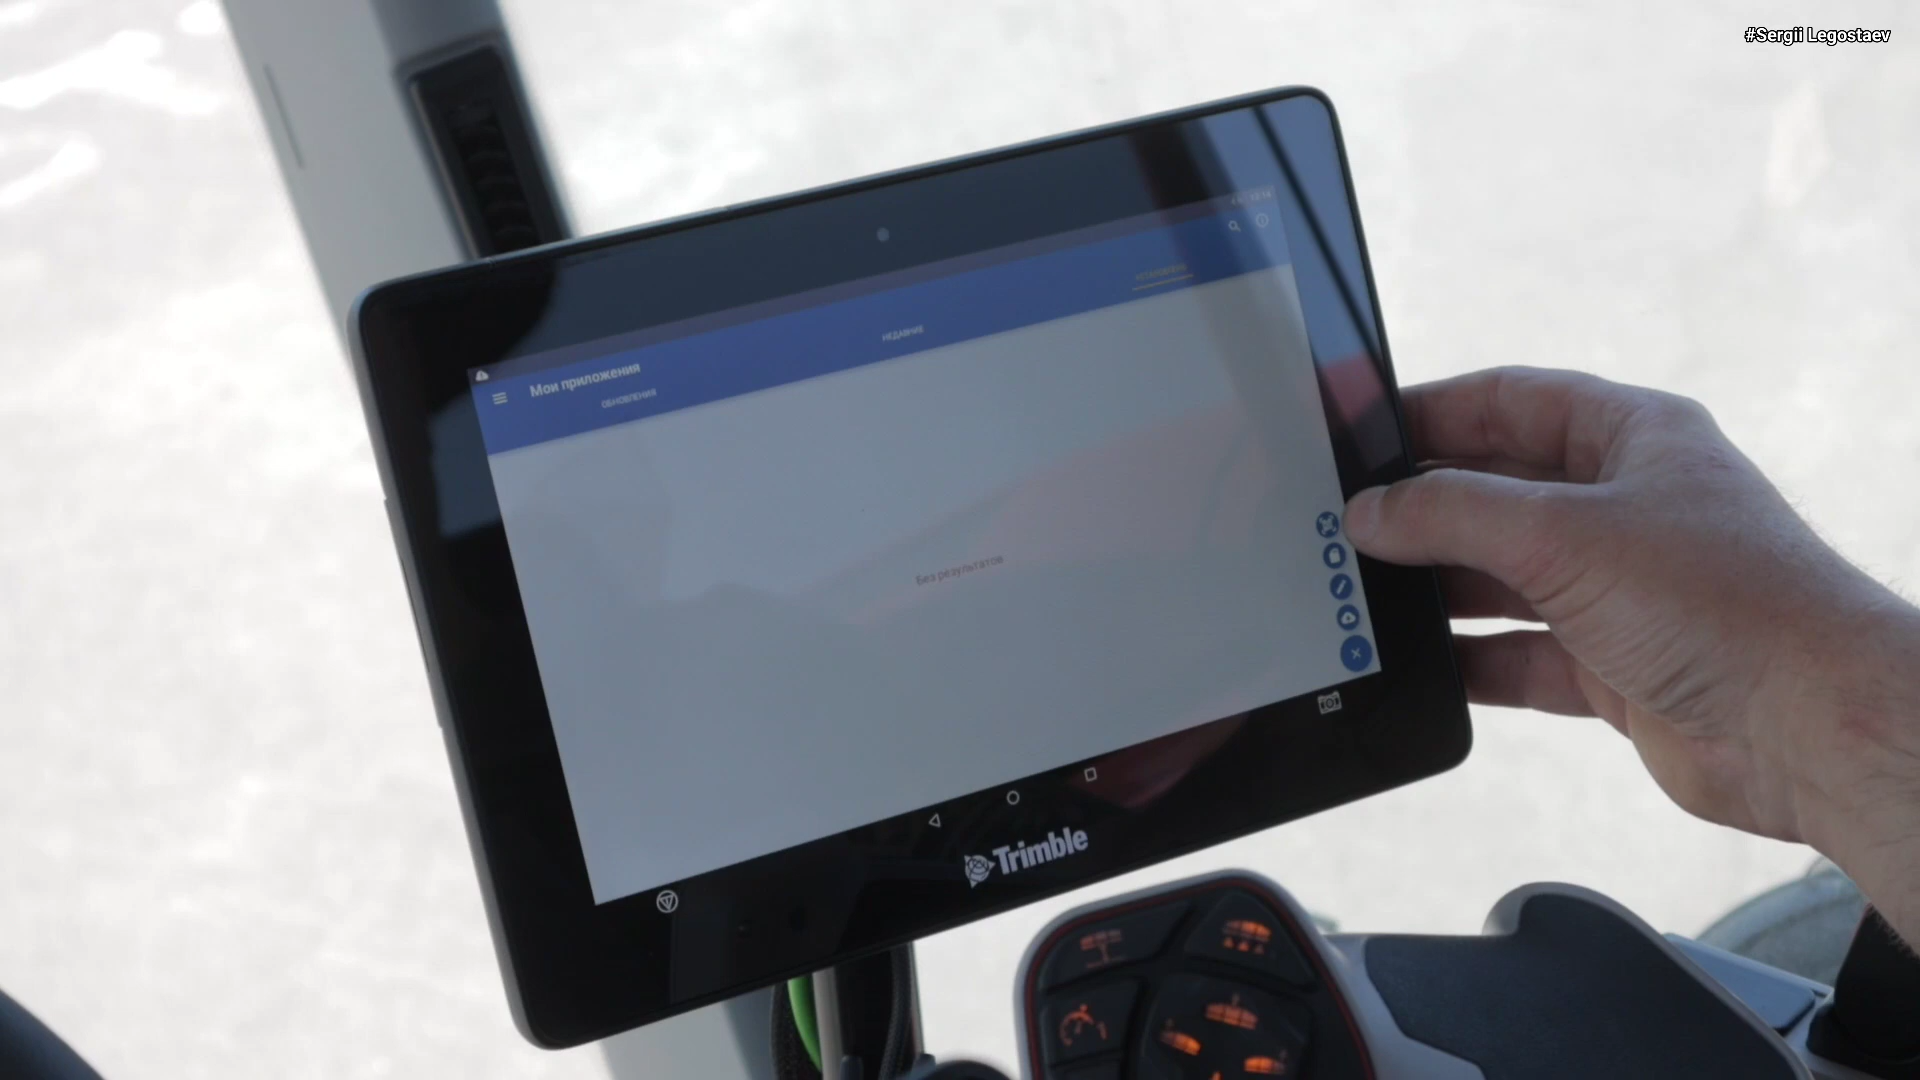 #Sergii Legostaev
Мои приложения
ОБНОВЛЕНИЯ
НЕДАВНИЕ
Без результатов
Trimble